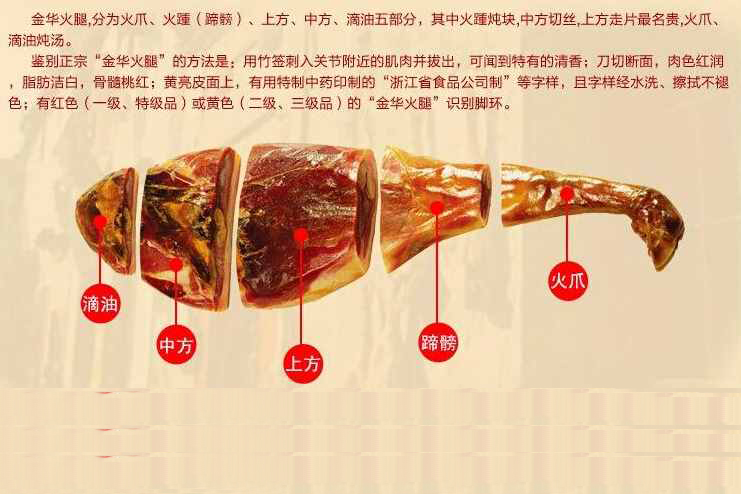 金华火腿,分为火爪、火踵（蹄髈）、上方、中方、滴油五部分，其中火踵炖块,中方切丝,上方走片最名贵,火爪、
滴油炖汤。
鉴别正宗“金华火腿”的方法是：用竹签刺入关节附近的肌肉并拔出，可闻到特有的清香；刀切断面，肉色红润
，脂肪洁白，骨髓桃红；黄亮皮面上，有用特制中药印制的“浙江省食品公司制”等字样，且字样经水洗、擦拭不褪
色；有红色（一级、特级品）或黄色（二级、三级品）的“金华火腿”识别脚环。
滴油
中方
上方
蹄髈
火爪